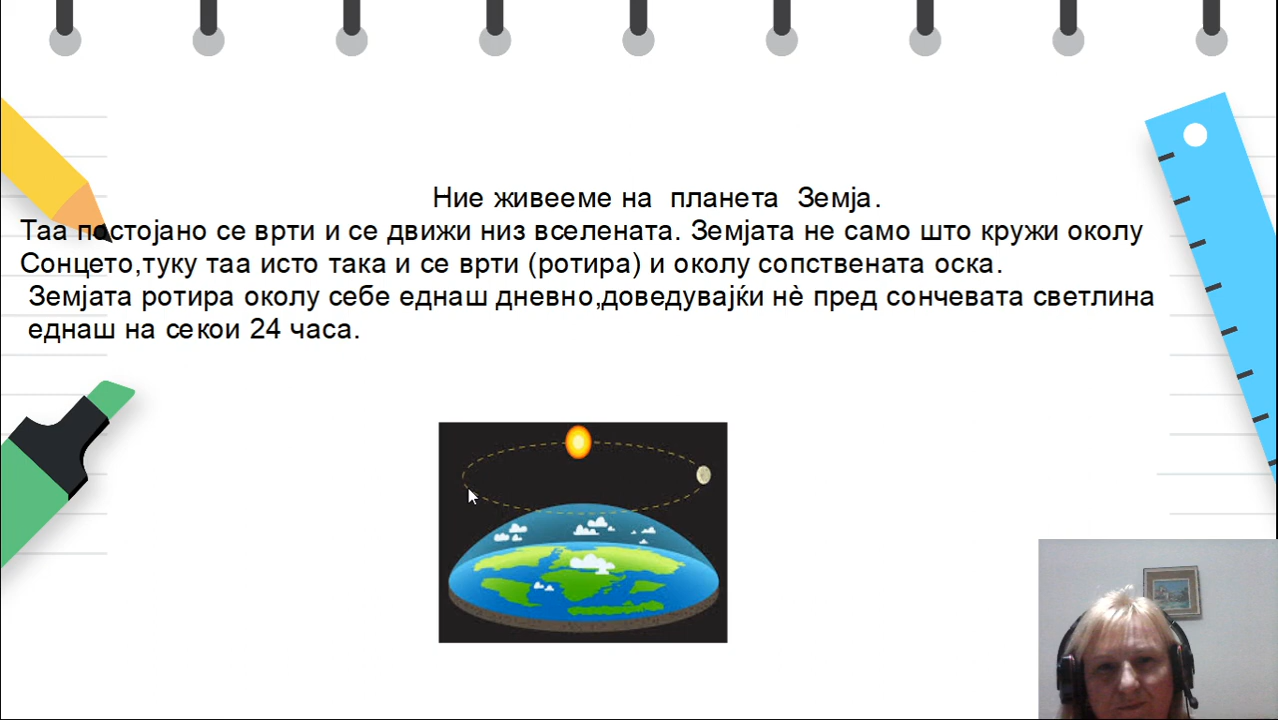 Ние живееме на планета Земја.
Таа постојано се врти и се движи низ вселената. Земјата не само што кружи околу
Сонцето,туку таа исто така и се врти (ротира) и околу сопствената оска.
Земјата ротира околу себе еднаш дневно,доведувајќи нѐ пред сончевата светлина
еднаш на секои 24 часа.